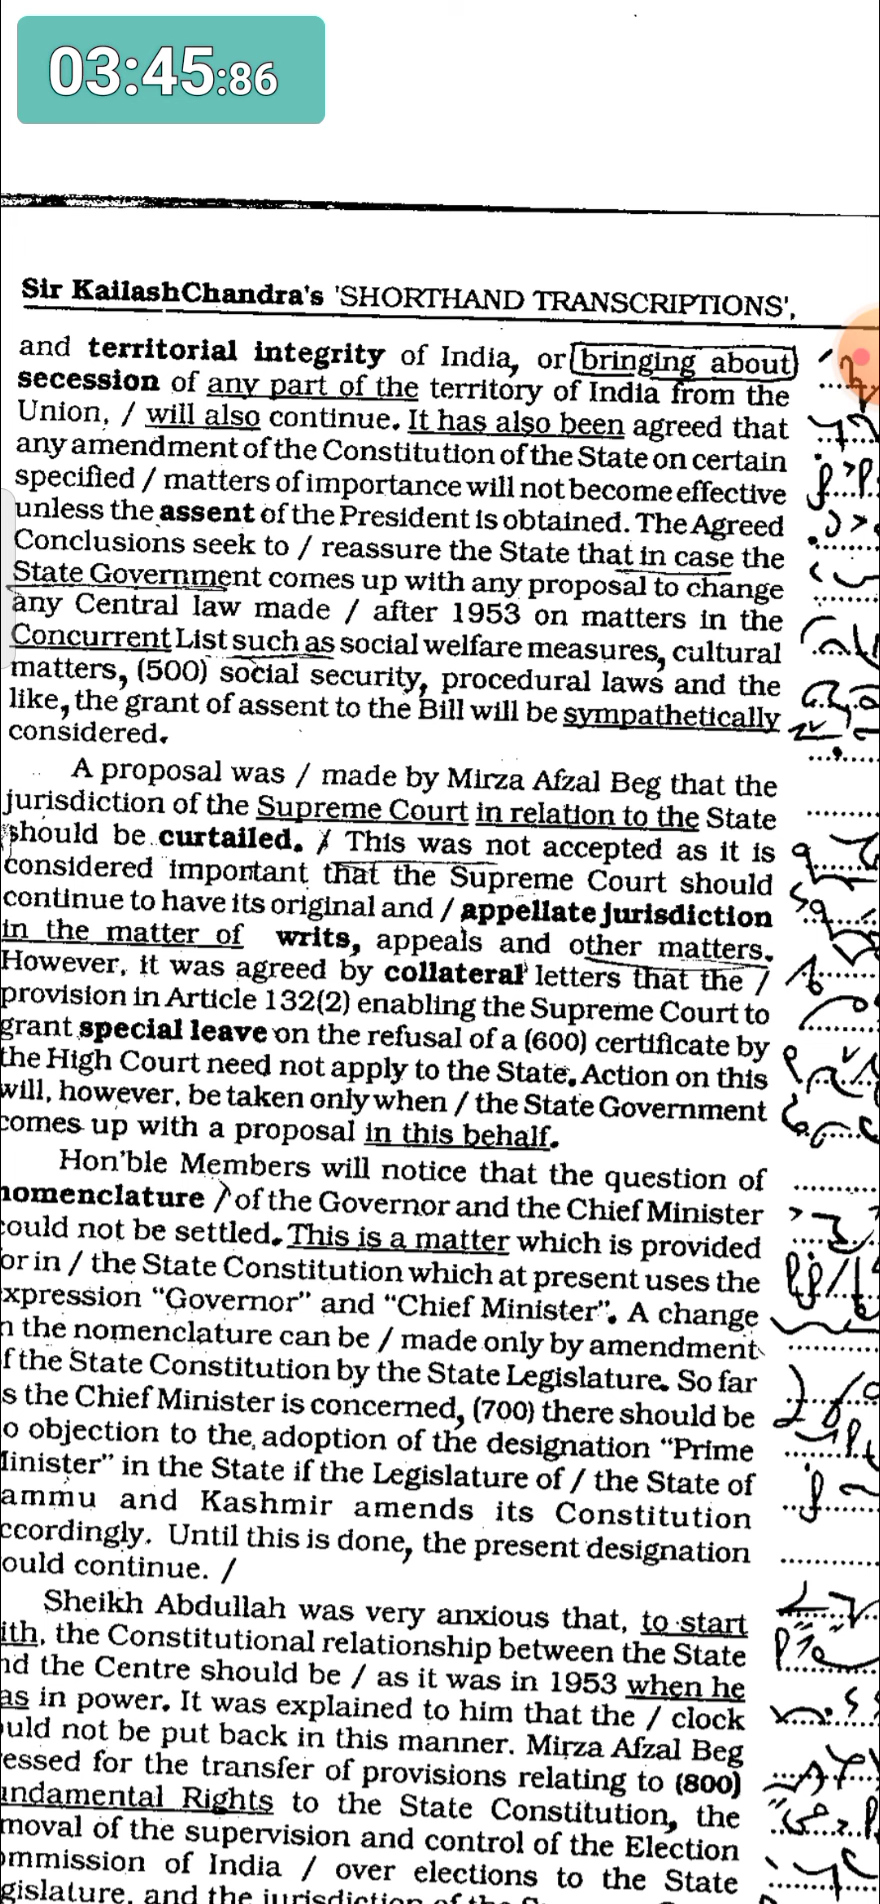 03:45:86
Sir KailashChandra's 'SHORTHAND TRANSCRIPTIONS',
and territorial integrity of India, or bringing about
secession of any part of the territory of India from the
Union, / will also continue. It has also been agreed that
any amendment of the Constitution of the State on certain
specified / matters of importance will not become effective
unless the assent of the President is obtained. The Agreed
Conclusions seek to / reassure the State that in case the
State Government comes up with any proposal to change
any Central law made / after 1953 on matters in the
Concurrent List such as social welfare measures, cultural
matters, (500) social security, procedural laws and the
like, the grant of assent to the Bill will be sympathetically
considered.
A proposal was / made by Mirza Afzal Beg that the
jurisdiction of the Supreme Court in relation to the State
should be curtailed. / This was not accepted as it is
considered important that the Supreme Court should
continue to have its original and / appellate jurisdiction
in the matter of writs, appeals and other matters.
However, it was agreed by collateral letters that the /
provision in Article 132(2) enabling the Supreme Court to
grant special leave on the refusal of a (600) certificate by
the High Court need not apply to the State. Action on this
will, however, be taken only when / the State Government
comes up with a proposal in this behalf.
Hon'ble Members will notice that the question of
nomenclature / of the Governor and the Chief Minister
could not be settled. This is a matter which is provided
or in / the State Constitution which at present uses the
xpression "Governor" and "Chief Minister". A change
n the nomenclature can be / made only by amendment
f the State Constitution by the State Legislature. So far
s the Chief Minister is concerned, (700) there should be
o objection to the adoption of the designation "Prime
linister" in the State if the Legislature of / the State of
ammu and Kashmir amends its Constitution
ccordingly. Until this is done, the present designation
ould continue. /
Sheikh Abdullah was very anxious that, to start
ith, the Constitutional relationship between the State
nd the Centre should be / as it was in 1953 when he
as in power. It was explained to him that the / clock
uld not be put back in this manner. Mirza Afzal Beg
essed for the transfer of provisions relating to (800)
undamental Rights to the State Constitution, the
moval of the supervision and control of the Election
ommission of India / over elections to the State
gislature, and the jurisdiction of the